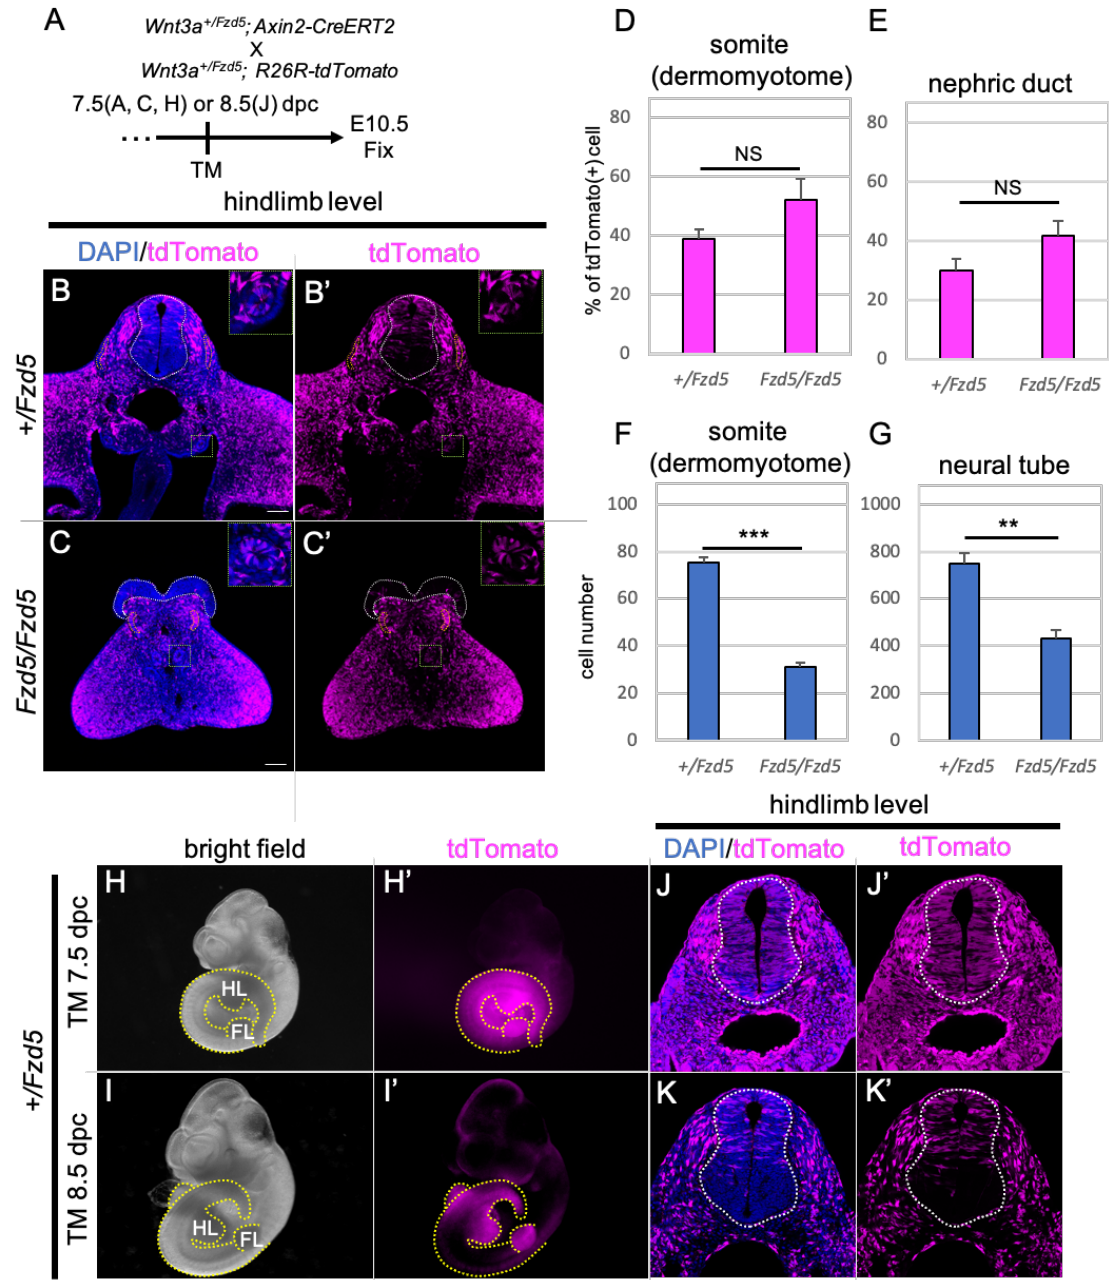 A
Wnt3a+/Fzd5; Axin2-CreERT2
X
Wnt3a+/Fzd5; R26R-tdTomato
7.5(A, C, H) or 8.5(J) dpc
E10.5
Fix
TM
hindlimb level
DAPI/tdTomato
tdTomato
+/Fzd5
B
B’
Fzd5/Fzd5
C
C’
D
somite
(dermomyotome)
% of tdTomato(+) cell
80
60
40
20
0
NS
+/Fzd5
Fzd5/Fzd5
E
nephric duct
80
60
40
20
0
NS
+/Fzd5
Fzd5/Fzd5
F
somite
(dermomyotome)
cell number
100
80
60
40
20
0
***
+/Fzd5
Fzd5/Fzd5
G
neural tube
1000
800
600
400
200
0
**
+/Fzd5
Fzd5/Fzd5
bright field
tdTomato
+/Fzd5
TM 7.5 dpc
H
HL
FL
H’
TM 8.5 dpc
I
HL
FL
I’
hindlimb level
DAPI/tdTomato
tdTomato
J
J’
K
K’